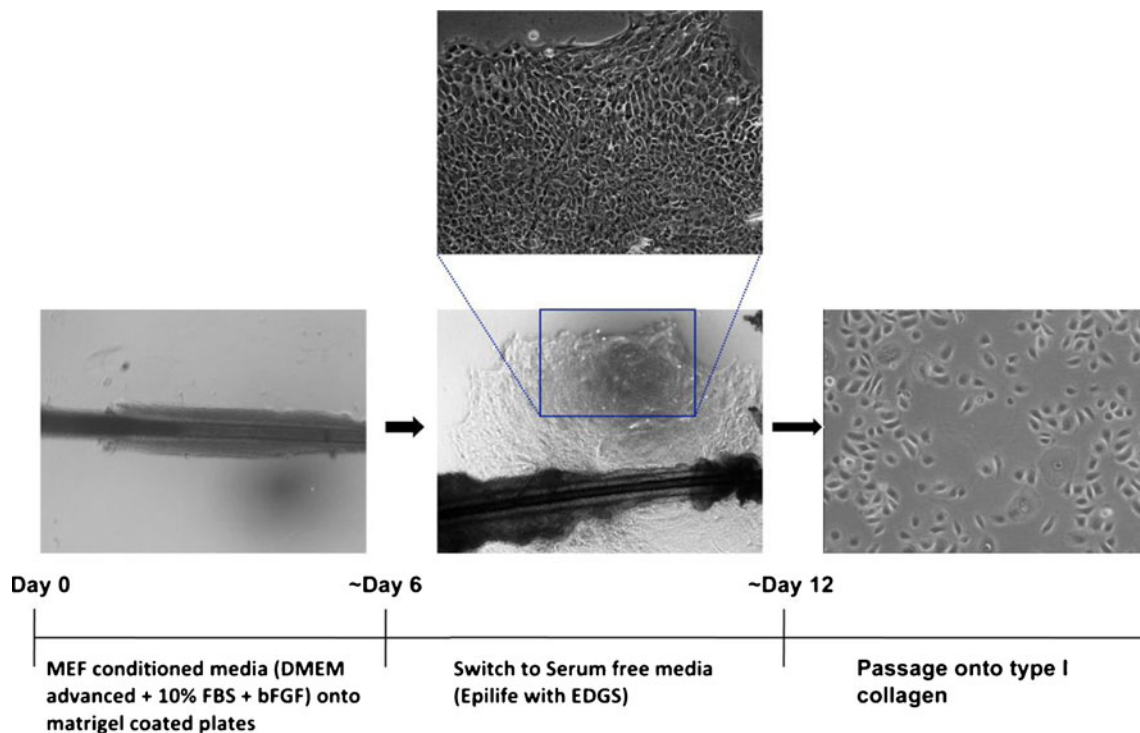 Day 0
~Day 6
~Day 12
MEF conditioned media (DMEM
advanced + 10% FBS + bFGF) onto
matrigel coated plates
Switch to Serum free media
(Epilife with EDGS)
Passage onto type I
collagen